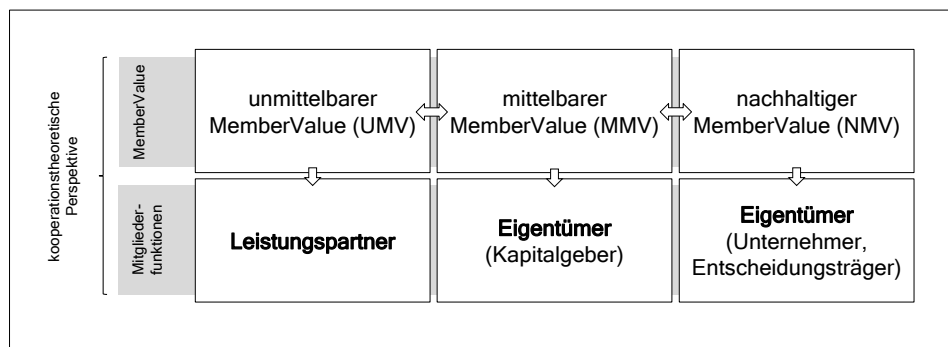 kooperationstheoretische
Perspektive
MemberValue
unmittelbarer
MemberValue (UMV)
mittelbarer
MemberValue (MMV)
nachhaltiger
MemberValue (NMV)
Mitglieder-
funktionen
Leistungspartner
Eigentümer
(Kapitalgeber)
Eigentümer
(Unternehmer,
Entscheidungsträger)